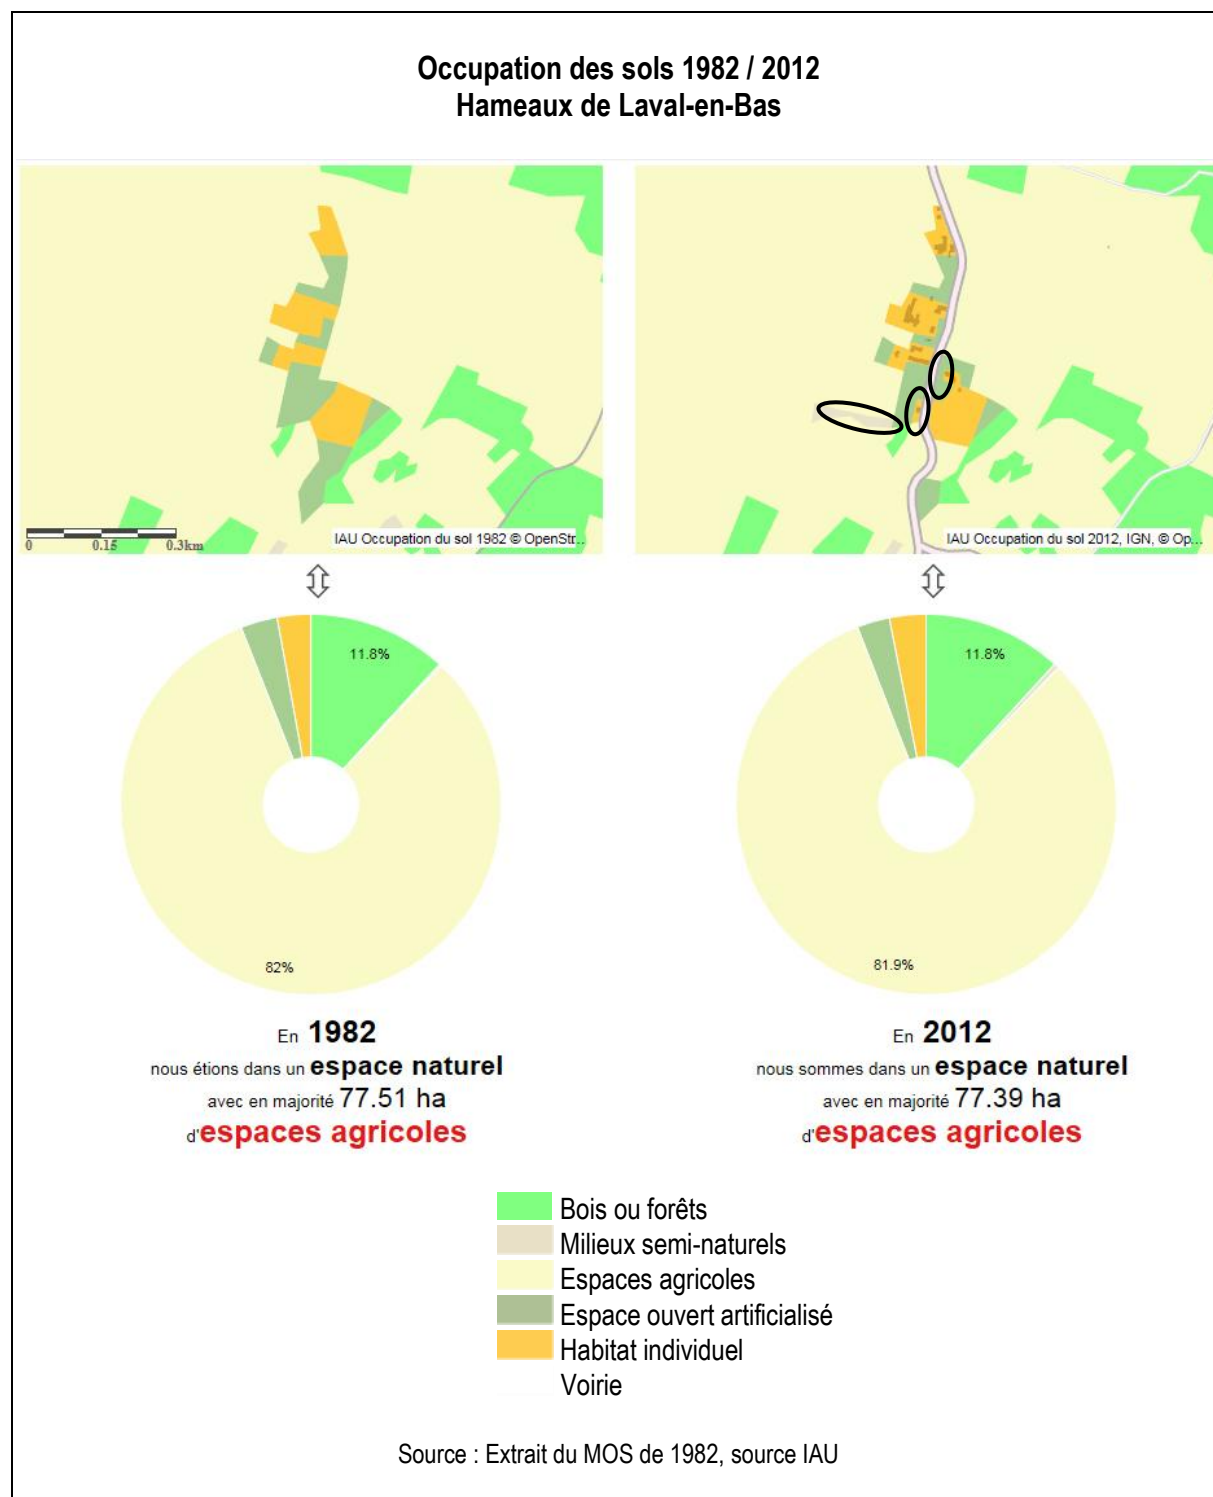 Occupation des sols 1982 / 2012
Hameaux de Laval-en-Bas
0 0.15 0.3km
IAU Occupation du sol 1982 © OpenStr...
IAU Occupation du sol 2012, IGN, © Op...
11.8%
82%
11.8%
81.9%
En 1982
nous étions dans un espace naturel
avec en majorité 77.51 ha
d'espaces agricoles
En 2012
nous sommes dans un espace naturel
avec en majorité 77.39 ha
d'espaces agricoles
Bois ou forêts
Milieux semi-naturels
Espaces agricoles
Espace ouvert artificialisé
Habitat individuel
Voirie
Source : Extrait du MOS de 1982, source IAU